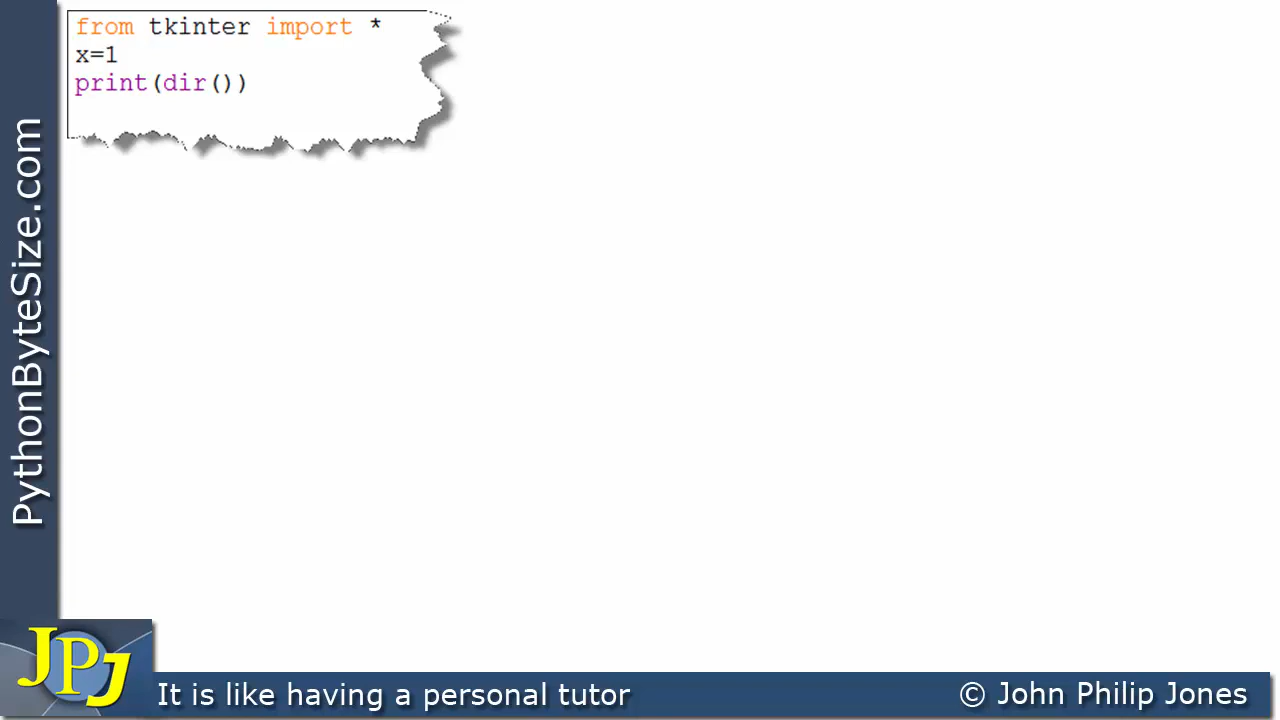 from tkinter import *
x=1
print(dir())
PythonByteSize.com
JPJ
It is like having a personal tutor
© John Philip Jones